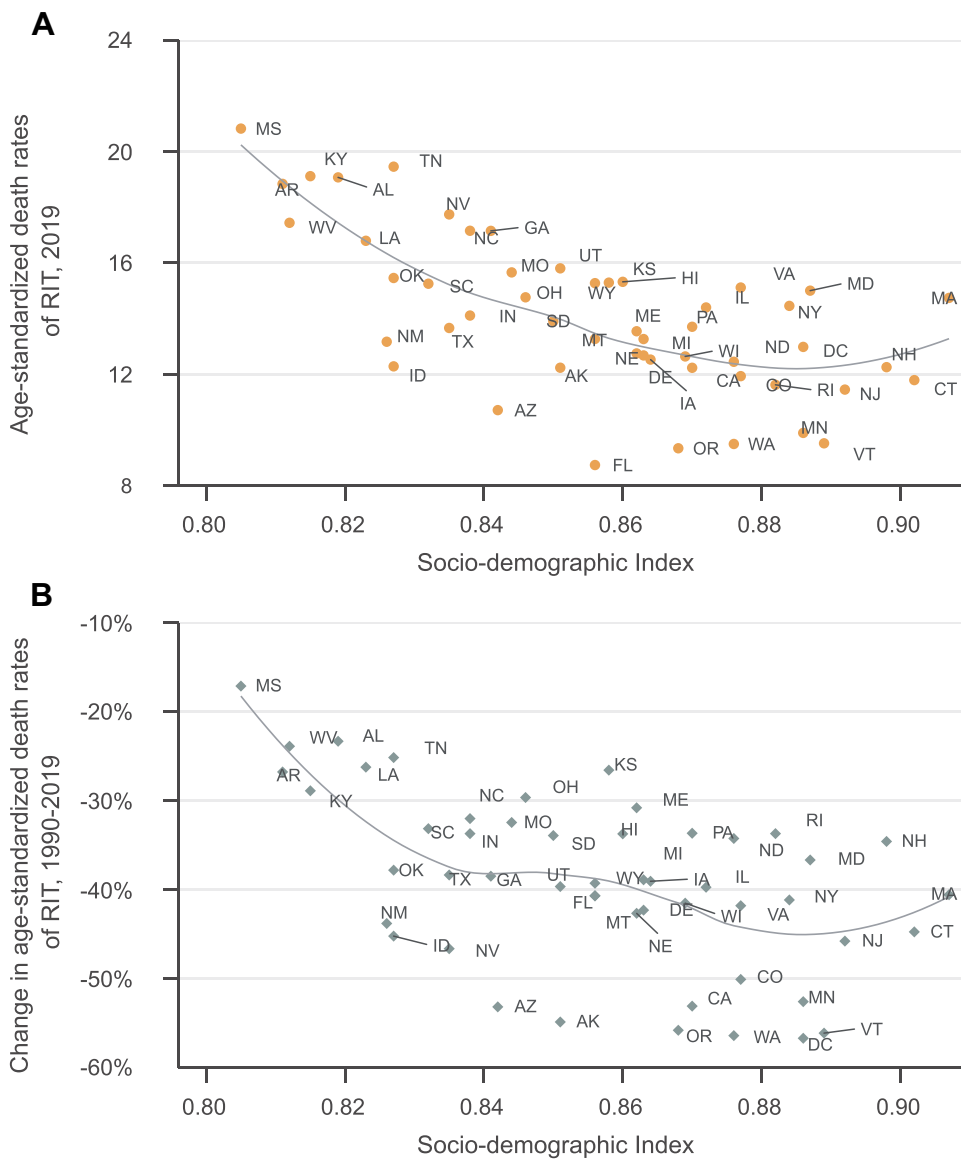 A
24
20
16
12
8
Age-standardized death rates
of RIT, 2019
MS
KY
TN
AR
AL
NV
WV
LA
NC
GA
UT
MO
KS
HI
VA
MD
OK
SC
WY
OH
IL
MA
NY
IN
SD
ME
PA
NM
TX
MT
MI
WI
ND
DC
NE
NH
ID
AK
DE
CA
CO
RI
NJ
CT
IA
AZ
MN
OR
WA
VT
FL
0.80 0.82 0.84 0.86 0.88 0.90
Socio-demographic Index
B
-10%
-20%
-30%
-40%
-50%
-60%
Change in age-standardized death rates
of RIT, 1990-2019
MS
WV
AL
TN
AR
LA
KS
KY
NC
OH
ME
SC
IN
MO
SD
HI
PA
ND
RI
NH
MI
MD
OK
TX
GA
UT
WY
IA
IL
NY
MA
FL
NM
MT
DE
WI
VA
ID
NV
NE
NJ
CT
CO
AZ
CA
MN
AK
OR
WA
DC
VT
0.80 0.82 0.84 0.86 0.88 0.90
Socio-demographic Index